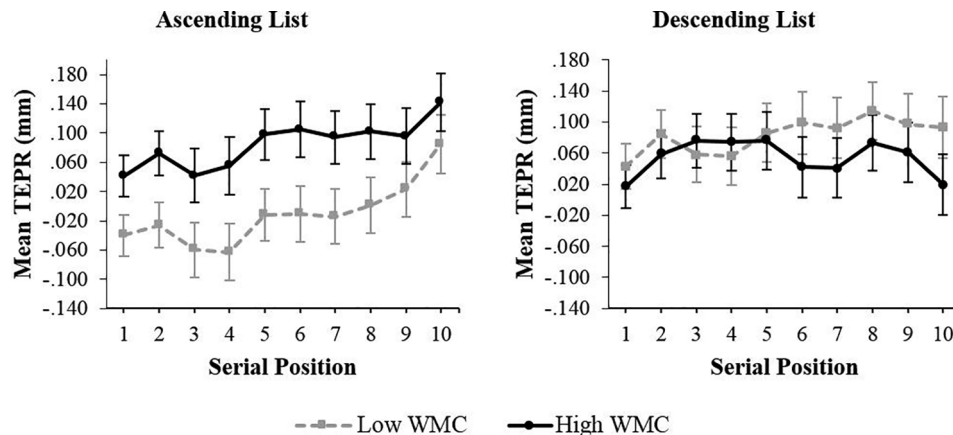 Ascending List
Mean TEPR (mm)
.180
.140
.100
.060
.020
-.020
-.060
-.100
-.140
1 2 3 4 5 6 7 8 9 10
Serial Position
Descending List
Mean TEPR (mm)
.180
.140
.100
.060
.020
-.020
-.060
-.100
-.140
1 2 3 4 5 6 7 8 9 10
Serial Position
Low WMC High WMC